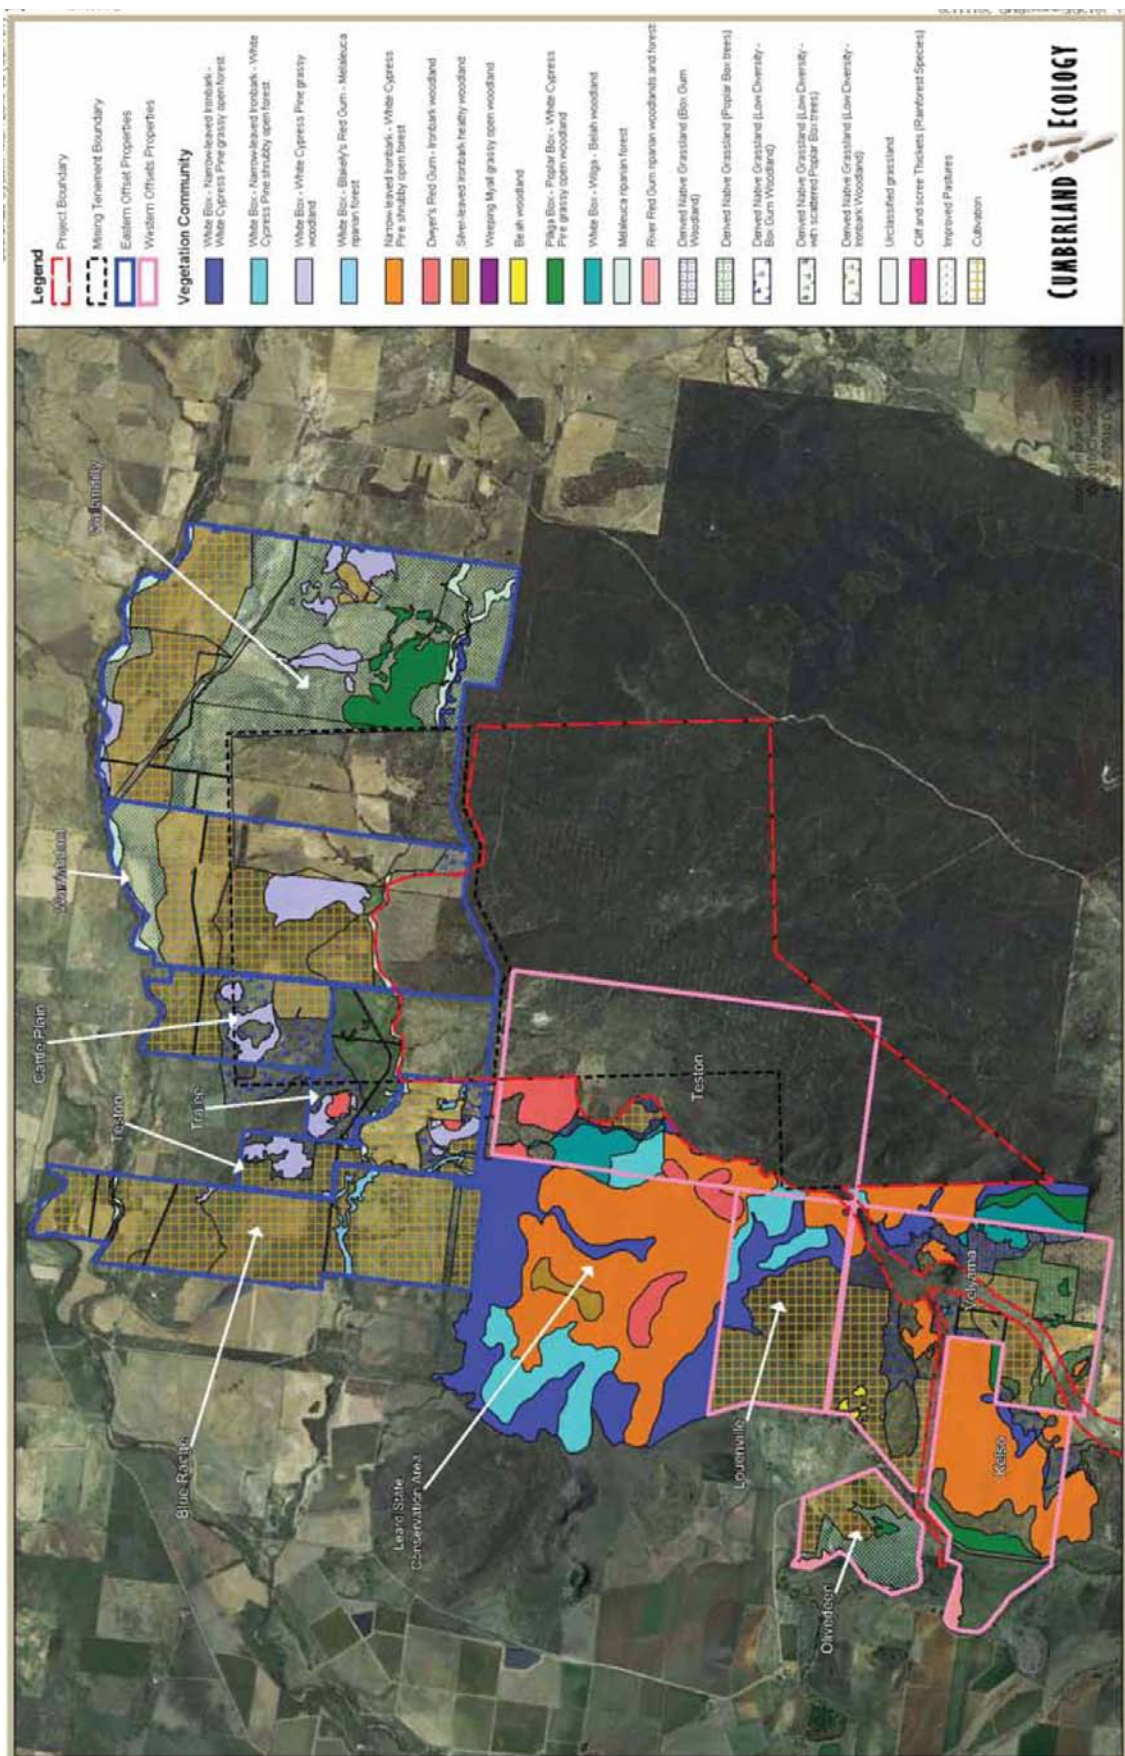 Legend
Project Boundary
Mining Tenement Boundary
Eastern Offset Properties
Western Offsets Properties
Vegetation Community
White Box - Narrow-leaved Ironbark -
White Cypress Pine grassy open forest
White Box - Narrow-leaved Ironbark - White
Cypress Pine shrubby open forest
White Box - White Cypress Pine grassy
woodland
White Box - Blakely's Red Gum - Melaleuca
riparian forest
Narrow-leaved Ironbark - White Cypress
Pine shrubby open forest
Dwyer's Red Gum - Ironbark woodland
Silver-leaved Ironbark heathy woodland
Weeping Myall grassy open woodland
Belah woodland
Pilliga Box - Poplar Box - White Cypress
Pine grassy open woodland
White Box - Wilga - Belah woodland
Melaleuca riparian forest
River Red Gum riparian woodlands and forest
Derived Native Grassland (Box Gum
Woodland)
Derived Native Grassland (Poplar Box trees)
Derived Native Grassland (Low Diversity -
Box Gum Woodland)
Derived Native Grassland (Low Diversity -
with scattered Poplar Box trees)
Derived Native Grassland (Low Diversity -
Ironbark Woodland)
Unclassified grassland
Cliff and scree Thickets (Rainforest Species)
Improved Pastures
Cultivation
CUMBERLAND ECOLOGY
Wallandilly
Cattle Plain
Teston
Tralee
Blue Range
Leard State
Conservation Area
Teston
Louenville
Velyama
Kelso
Olivedeen